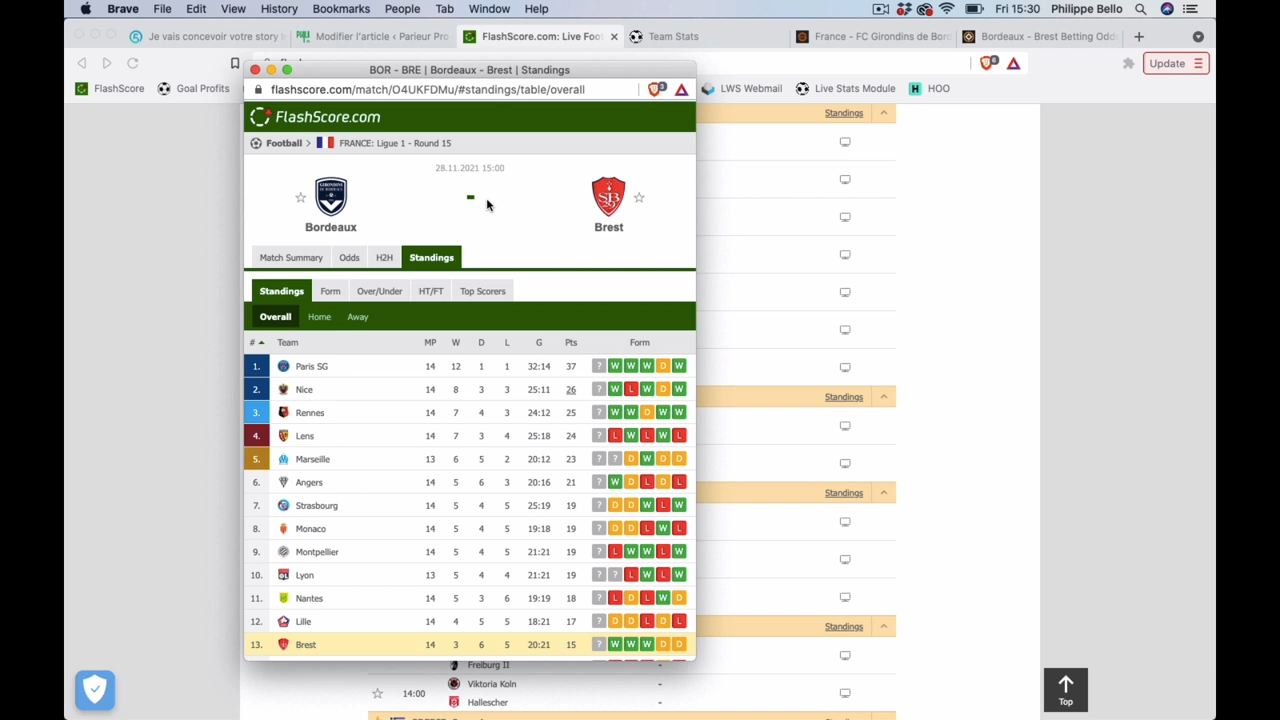 Brave File Edit View History Bookmarks People Tab Window Help Fri 15:30 Philippe Bello
Je vais concevoir votre story Modifier l'article ‹ Parieur Pro FlashScore.com: Live Foot Team Stats France - FC Girondins de Bord Bordeaux - Brest Betting Odds
BOR - BRE | Bordeaux - Brest | Standings
Update
FlashScore Goal Profits LWS Webmail Live Stats Module HOO
flashscore.com/match/O4UKFDMu/#standings/table/overall
FlashScore.com
Football > FRANCE: Ligue 1 - Round 15
28.11.2021 15:00
-
Bordeaux Brest
Match Summary Odds H2H Standings
Standings Form Over/Under HT/FT Top Scorers
Overall Home Away
# Team MP W D L G Pts Form
1. Paris SG 14 12 1 1 32:14 37 ? W W W D W
2. Nice 14 8 3 3 25:11 26 ? W L W D W
3. Rennes 14 7 4 3 24:12 25 ? W W D W W
4. Lens 14 7 3 4 25:18 24 ? L W L W L
5. Marseille 13 6 5 2 20:12 23 ? ? D W D D
6. Angers 14 5 6 3 20:16 21 ? W D L D L
7. Strasbourg 14 5 4 5 25:19 19 ? D D W L W
8. Monaco 14 5 4 5 19:18 19 ? D D L W L
9. Montpellier 14 5 4 5 21:21 19 ? L W W L W
10. Lyon 13 5 4 4 21:21 19 ? ? L W L W
11. Nantes 14 5 3 6 19:19 18 ? L D L W D
12. Lille 14 4 5 5 18:21 17 ? D D L D L
13. Brest 14 3 6 5 20:21 15 ? W W W D D
Standings
Standings
Standings
Standings
Freiburg II -
14:00
Viktoria Koln -
Hallescher -
Top